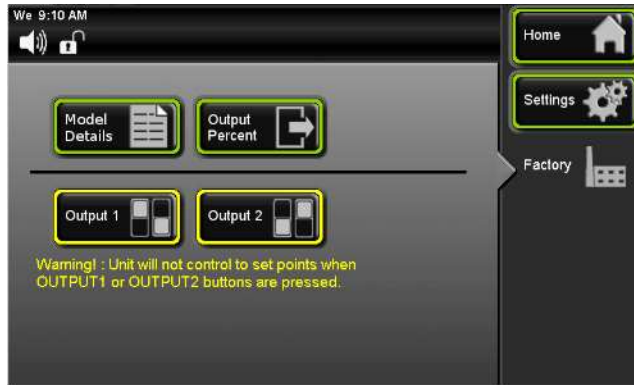 We 9:10 AM
Home
Settings
Factory
Model
Details
Output
Percent
Output 1
Output 2
Warning! : Unit will not control to set points when
OUTPUT1 or OUTPUT2 buttons are pressed.